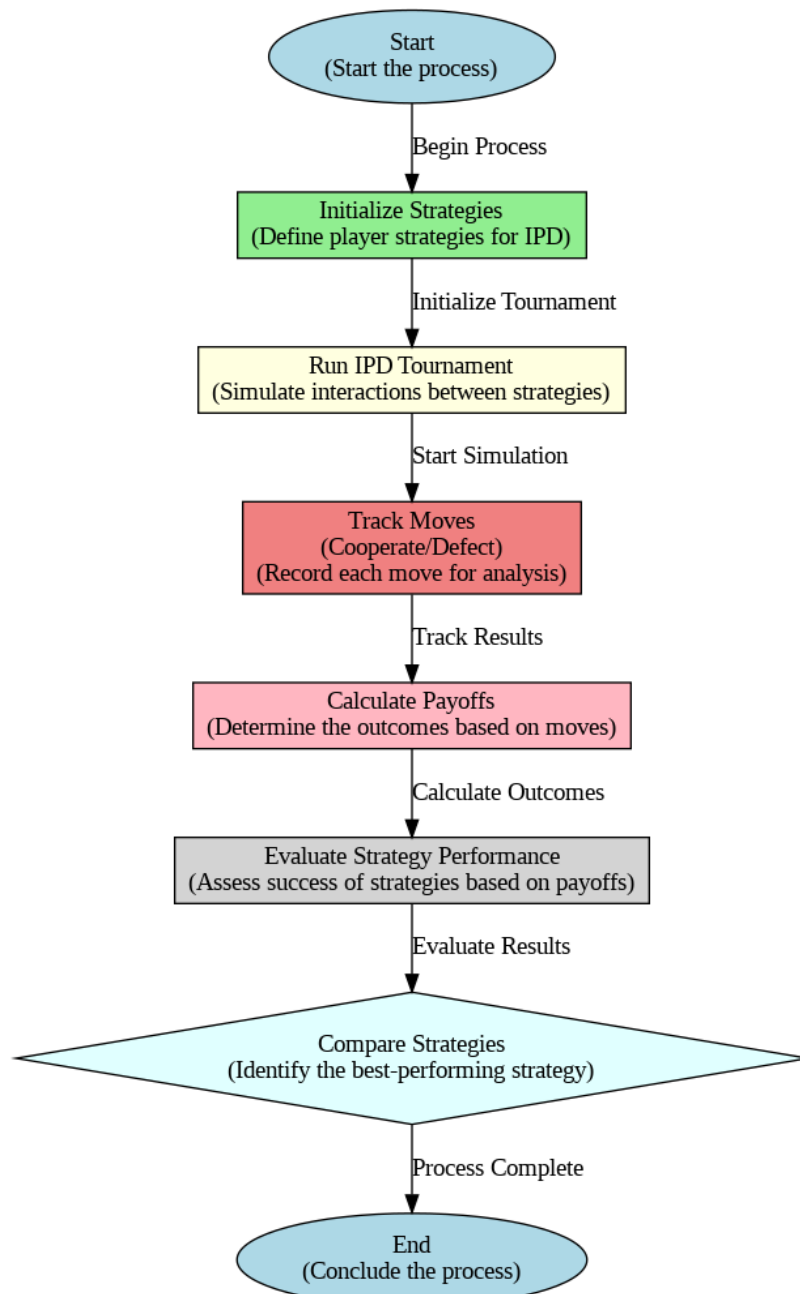 Start
(Start the process)
Begin Process
Initialize Strategies
(Define player strategies for IPD)
Initialize Tournament
Run IPD Tournament
(Simulate interactions between strategies)
Start Simulation
Track Moves
(Cooperate/Defect)
(Record each move for analysis)
Track Results
Calculate Payoffs
(Determine the outcomes based on moves)
Calculate Outcomes
Evaluate Strategy Performance
(Assess success of strategies based on payoffs)
Evaluate Results
Compare Strategies
(Identify the best-performing strategy)
Process Complete
End
(Conclude the process)